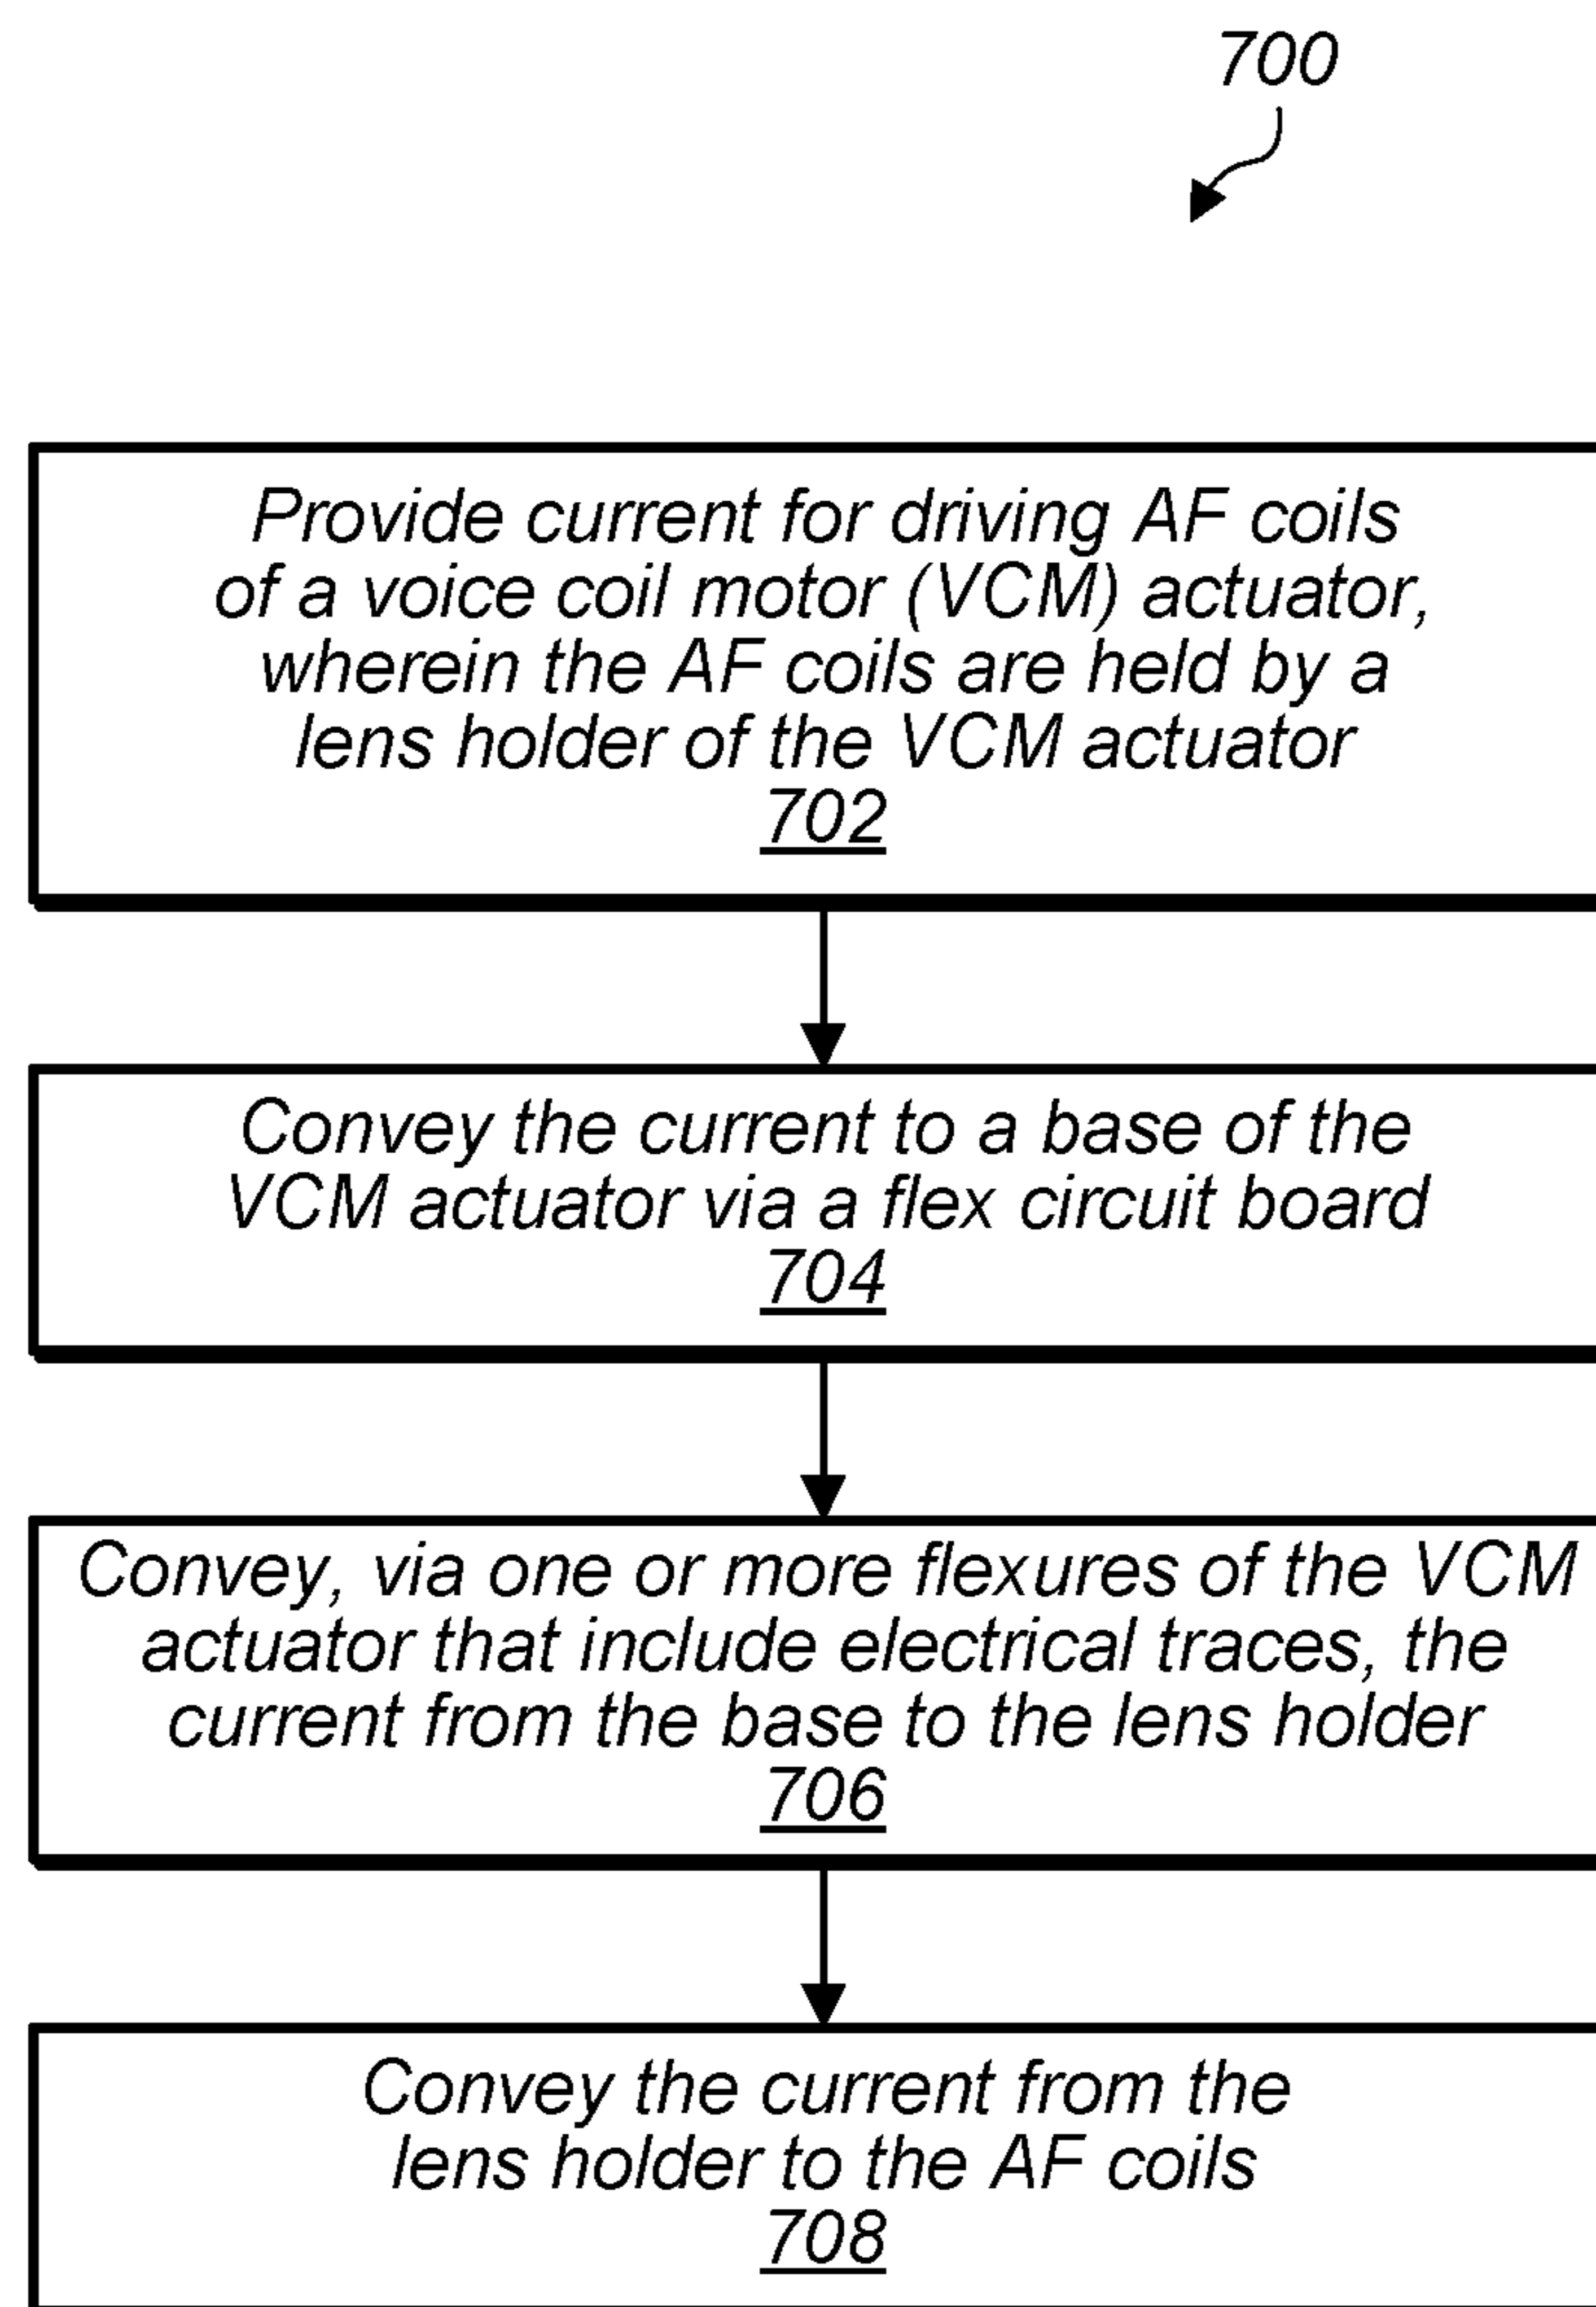 700
Provide current for driving AF coils
of a voice coil motor (VCM) actuator,
wherein the AF coils are held by a
lens holder of the VCM actuator
702
Convey the current to a base of the
VCM actuator via a flex circuit board
704
Convey, via one or more flexures of the VCM
actuator that include electrical traces, the
current from the base to the lens holder
706
Convey the current from the
lens holder to the AF coils
708